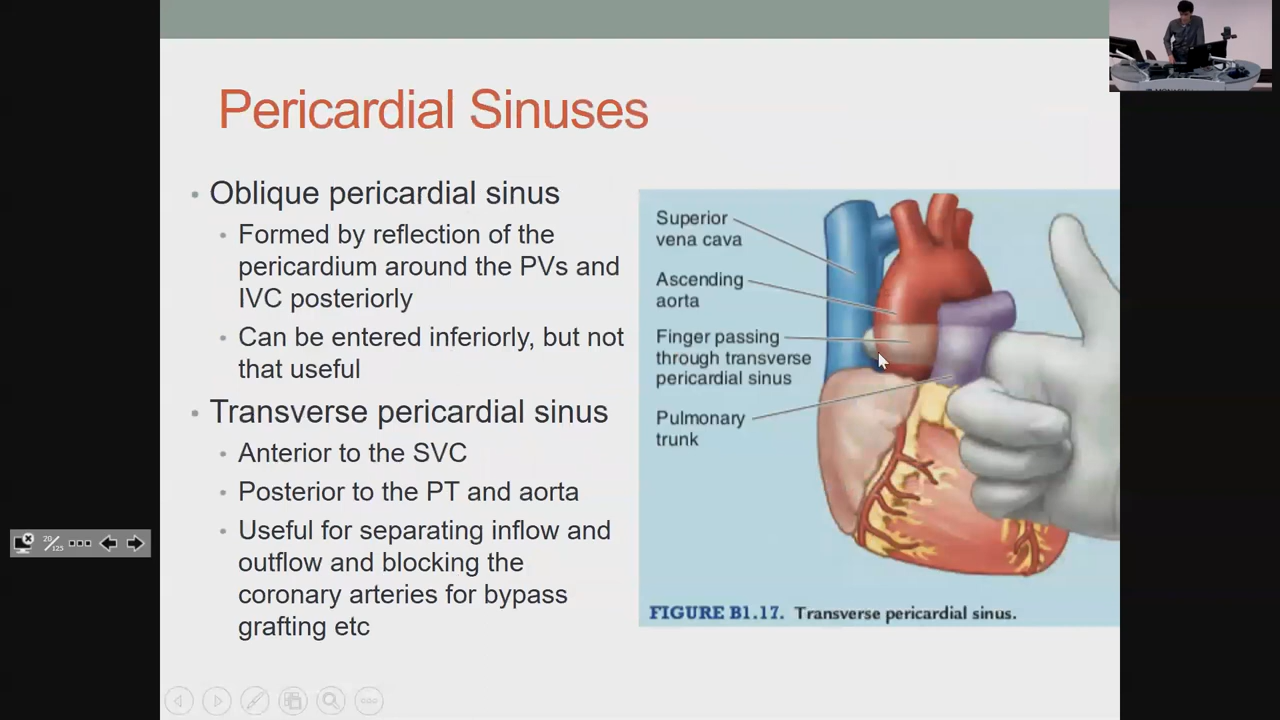 Pericardial Sinuses
• Oblique pericardial sinus
• Formed by reflection of the
pericardium around the PVs and
IVC posteriorly
• Can be entered inferiorly, but not
that useful
• Transverse pericardial sinus
• Anterior to the SVC
• Posterior to the PT and aorta
• Useful for separating inflow and
outflow and blocking the
coronary arteries for bypass
grafting etc
Superior
vena cava
Ascending
aorta
Finger passing
through transverse
pericardial sinus
Pulmonary
trunk
FIGURE B1.17. Transverse pericardial sinus.
20/125